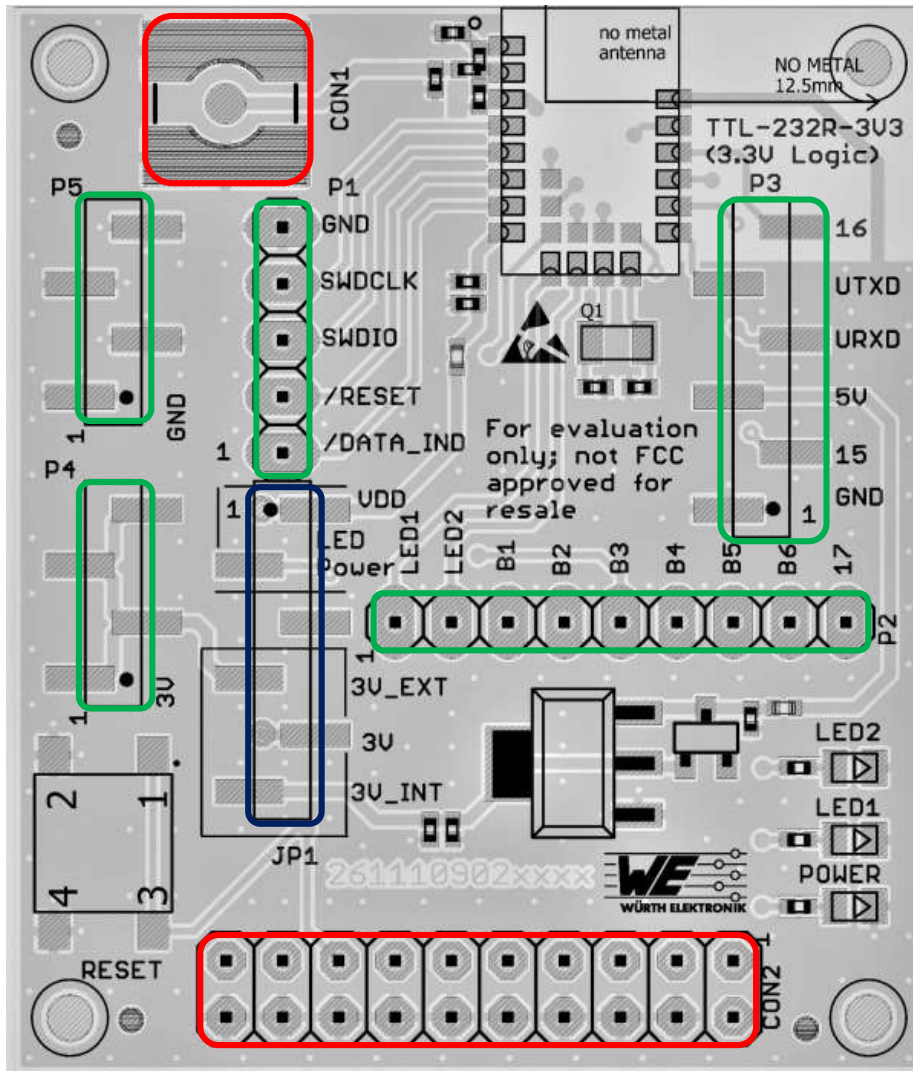 no metal
antenna
NO METAL
12.5mm
TTL-232R-3V3
(3.3V Logic)
CON1
P5
P1
P3
GND
SWDCLK
SWDIO
/RESET
/DATA_IND
1
1
GND
Q1
16
UTXD
URXD
5V
15
GND
1
For evaluation
only; not FCC
approved for
resale
P4
1
VDD
LED
Power
LED1
LED2
B1
B2
B3
B4
B5
B6
17
1
P2
1
3V
3V_EXT
3V
3V_INT
JP1
2
1
4
3
RESET
LED2
LED1
POWER
261110902xxxx
WE
WÜRTH ELEKTRONIK
1
CON2